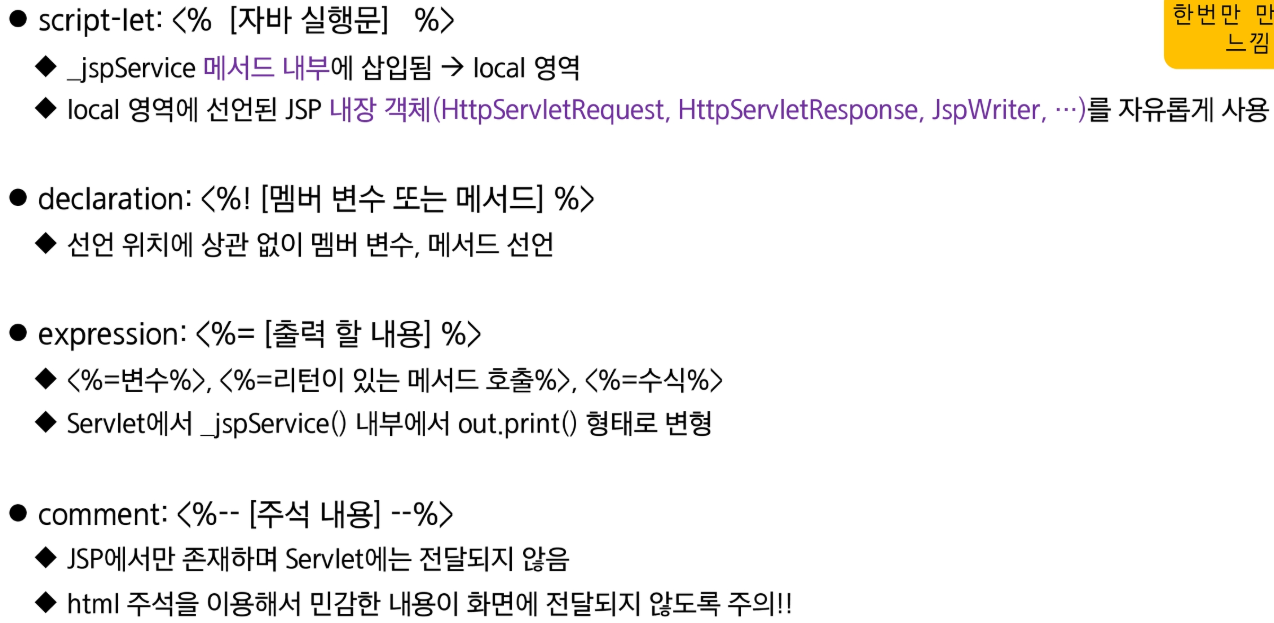 ● script-let: <% [자바 실행문] %>
한번만 만
느낌
◆ _jspService 메서드 내부에 삽입됨 → local 영역
◆ local 영역에 선언된 JSP 내장 객체(HttpServletRequest, HttpServletResponse, JspWriter, …)를 자유롭게 사용
● declaration: <%! [멤버 변수 또는 메서드] %>
◆ 선언 위치에 상관 없이 멤버 변수, 메서드 선언
● expression: <%= [출력 할 내용] %>
◆ <%=변수%>, <%=리턴이 있는 메서드 호출%>, <%=수식%>
◆ Servlet에서 _jspService() 내부에서 out.print() 형태로 변형
● comment: <%-- [주석 내용] --%>
◆ JSP에서만 존재하며 Servlet에는 전달되지 않음
◆ html 주석을 이용해서 민감한 내용이 화면에 전달되지 않도록 주의!!